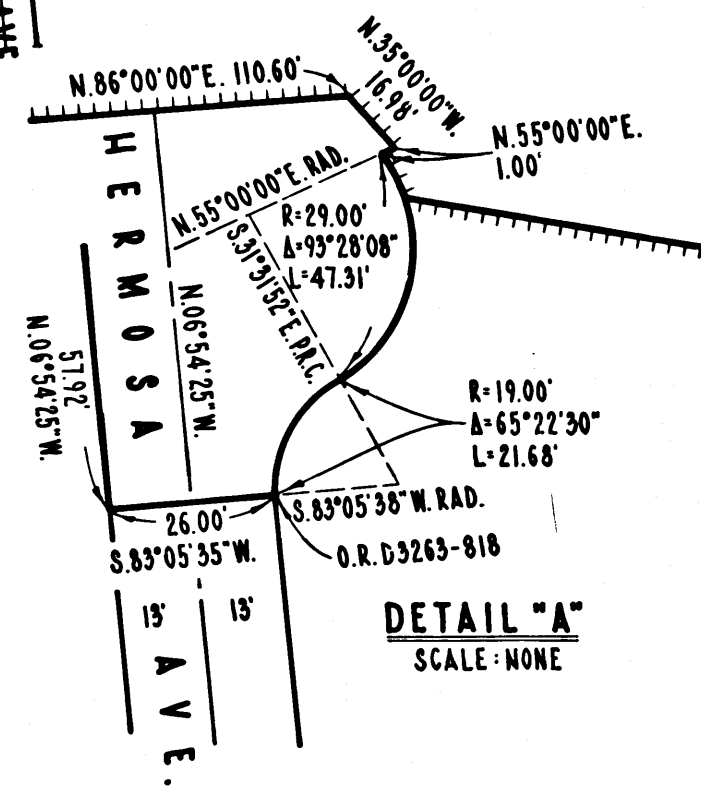 AVE
N.86°00'00"E. 110.60'
N.35°00'00"W.
16.98'
N.55°00'00"E.
1.00'
N.55°00'00"E. RAD.
R=29.00'
Δ=93°28'08"
L=47.31'
S.31°31'52"E. P.R.C.
HERMOSA
N.06°54'25"W.
57.92'
N.06°54'25"W.
R=19.00'
Δ=65°22'30"
L=21.68'
S.83°05'38"W. RAD.
26.00'
S.83°05'35"W.
O.R. D3263-818
13'
13'
AVE.
DETAIL "A"
SCALE: NONE